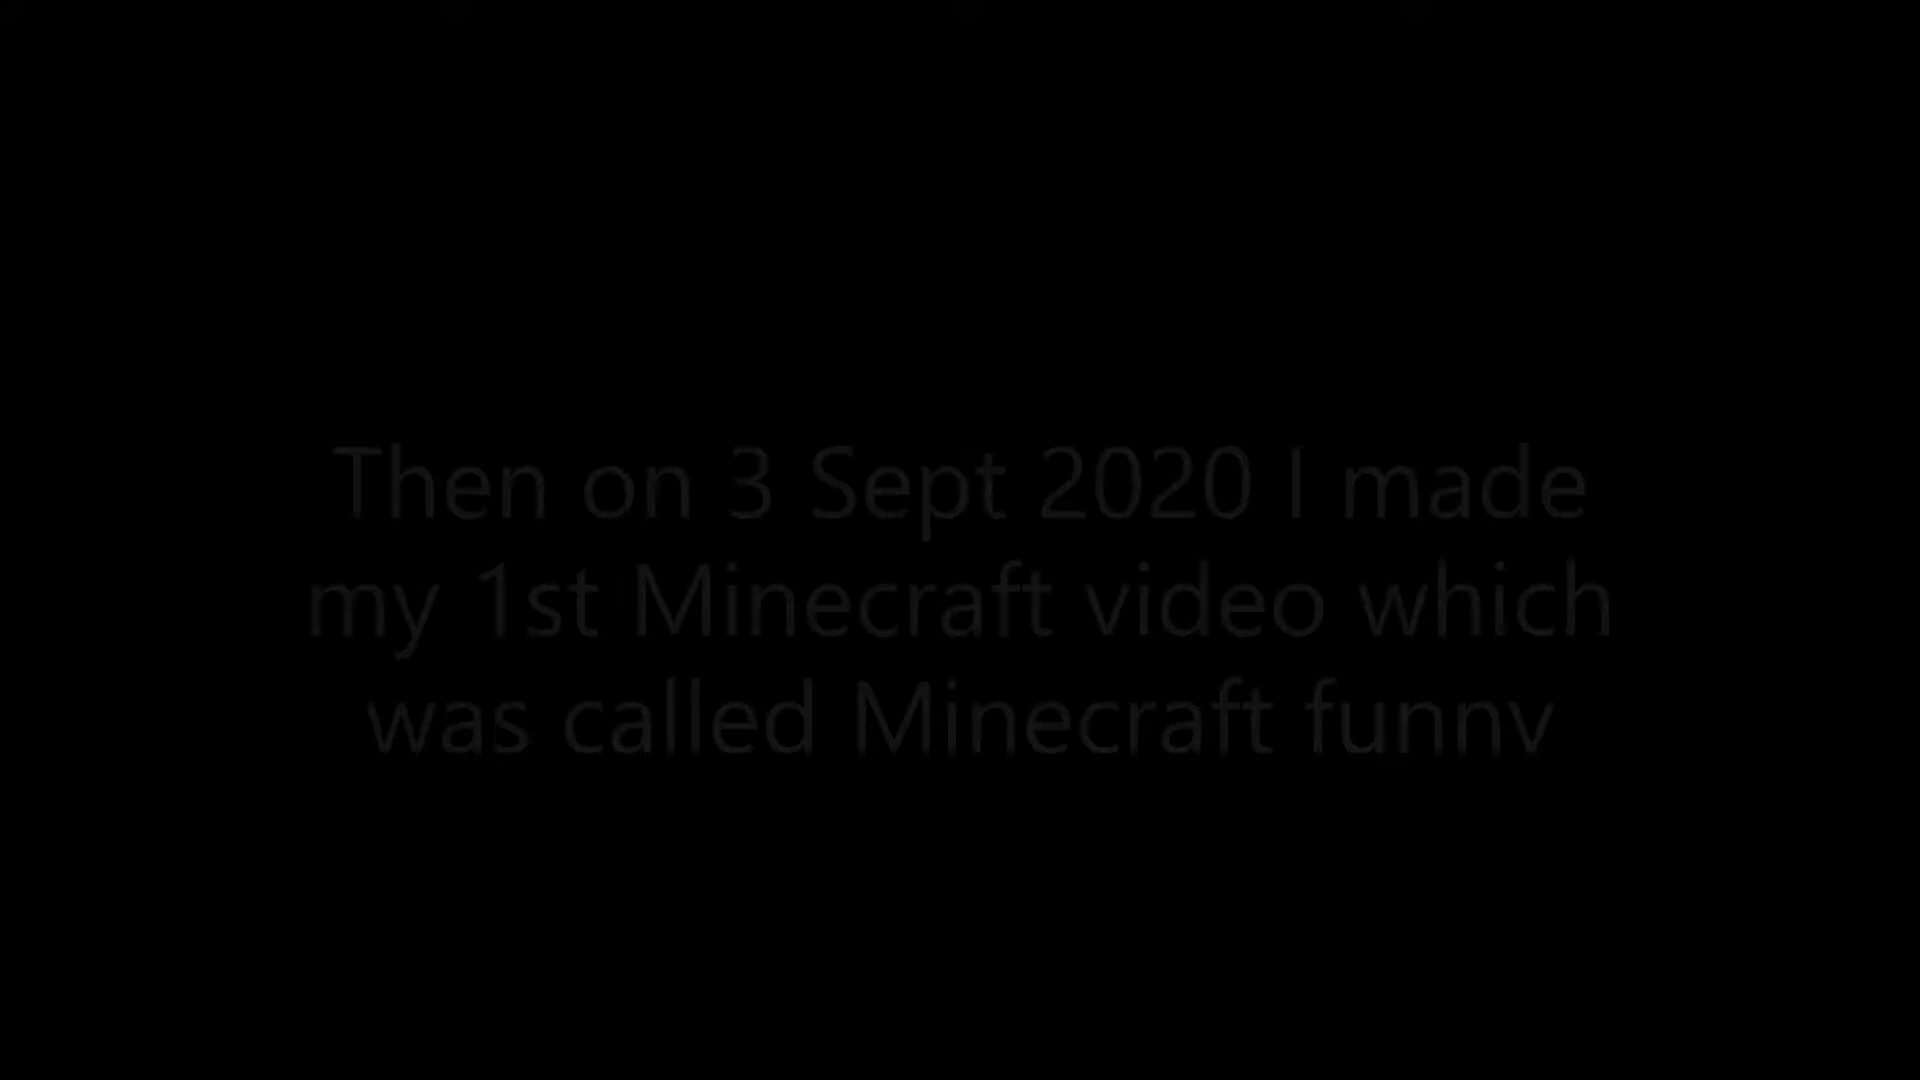 Then on 3 Sept 2020 I made
my 1st Minecraft video which
was called Minecraft funny